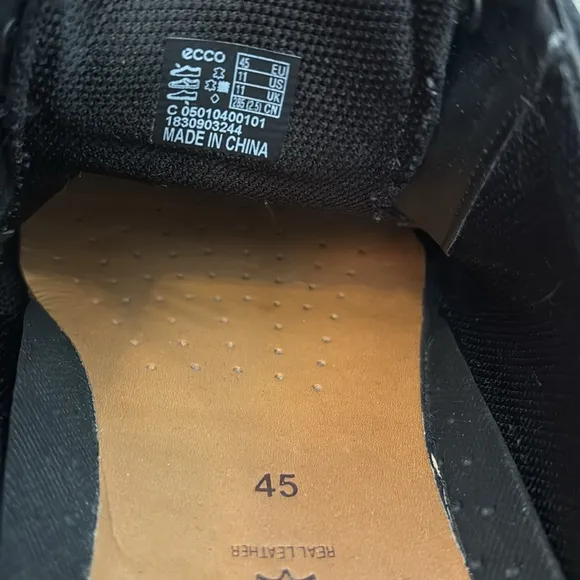 ecco
45 EU
11 US
11 UK
285 (2.5) CN
C 05010400101
1830903244
MADE IN CHINA
45
REAL LEATHER